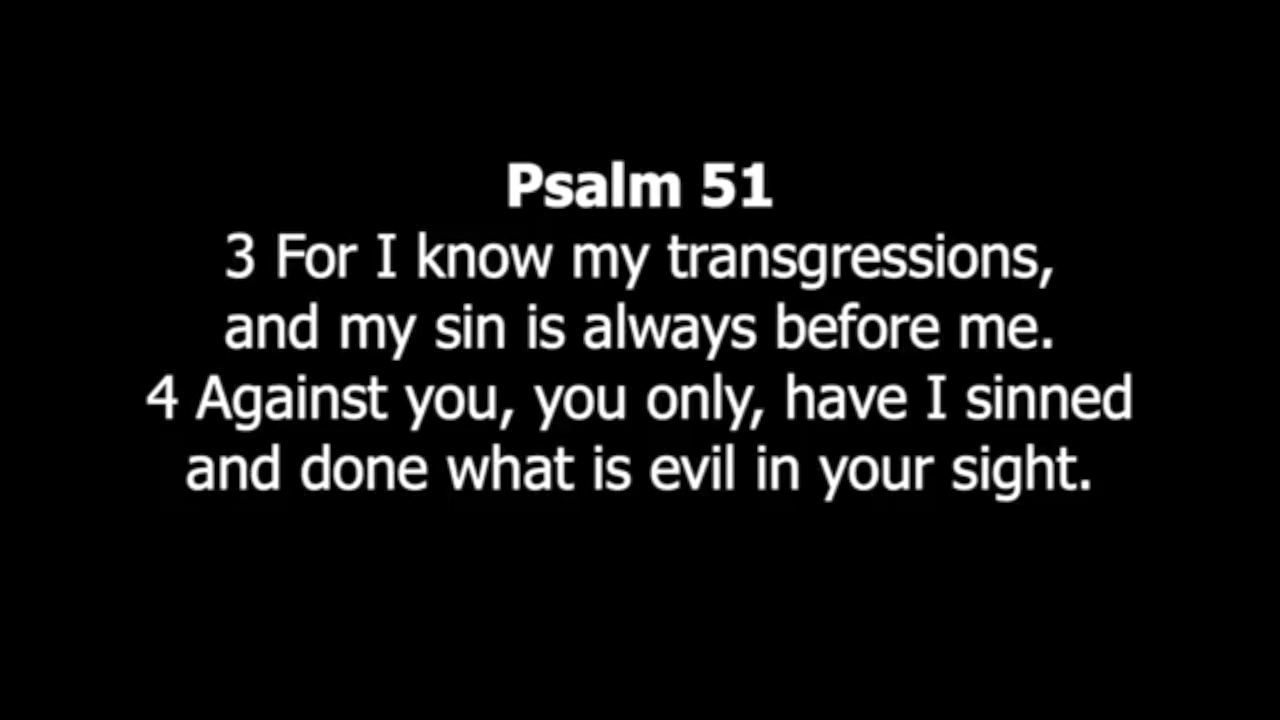 Psalm 51
3 For I know my transgressions,
and my sin is always before me.
4 Against you, you only, have I sinned
and done what is evil in your sight.